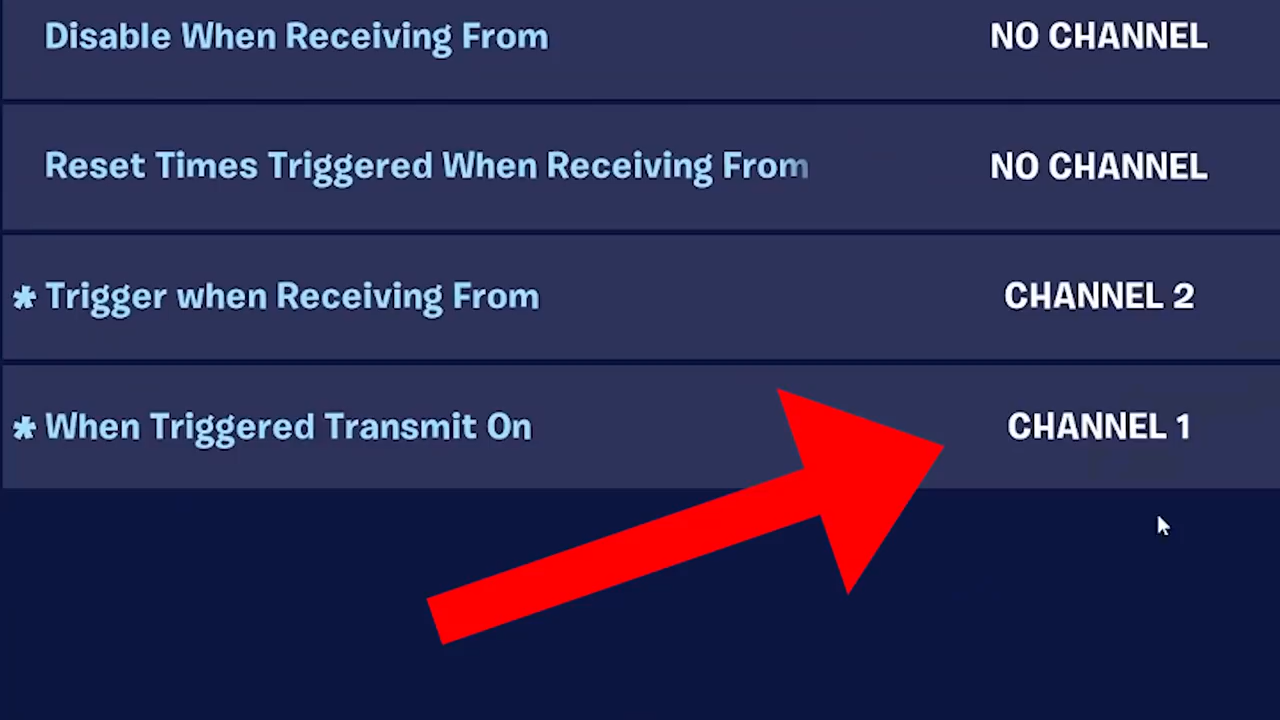 Disable When Receiving From NO CHANNEL
Reset Times Triggered When Receiving From NO CHANNEL
* Trigger when Receiving From CHANNEL 2
* When Triggered Transmit On CHANNEL 1